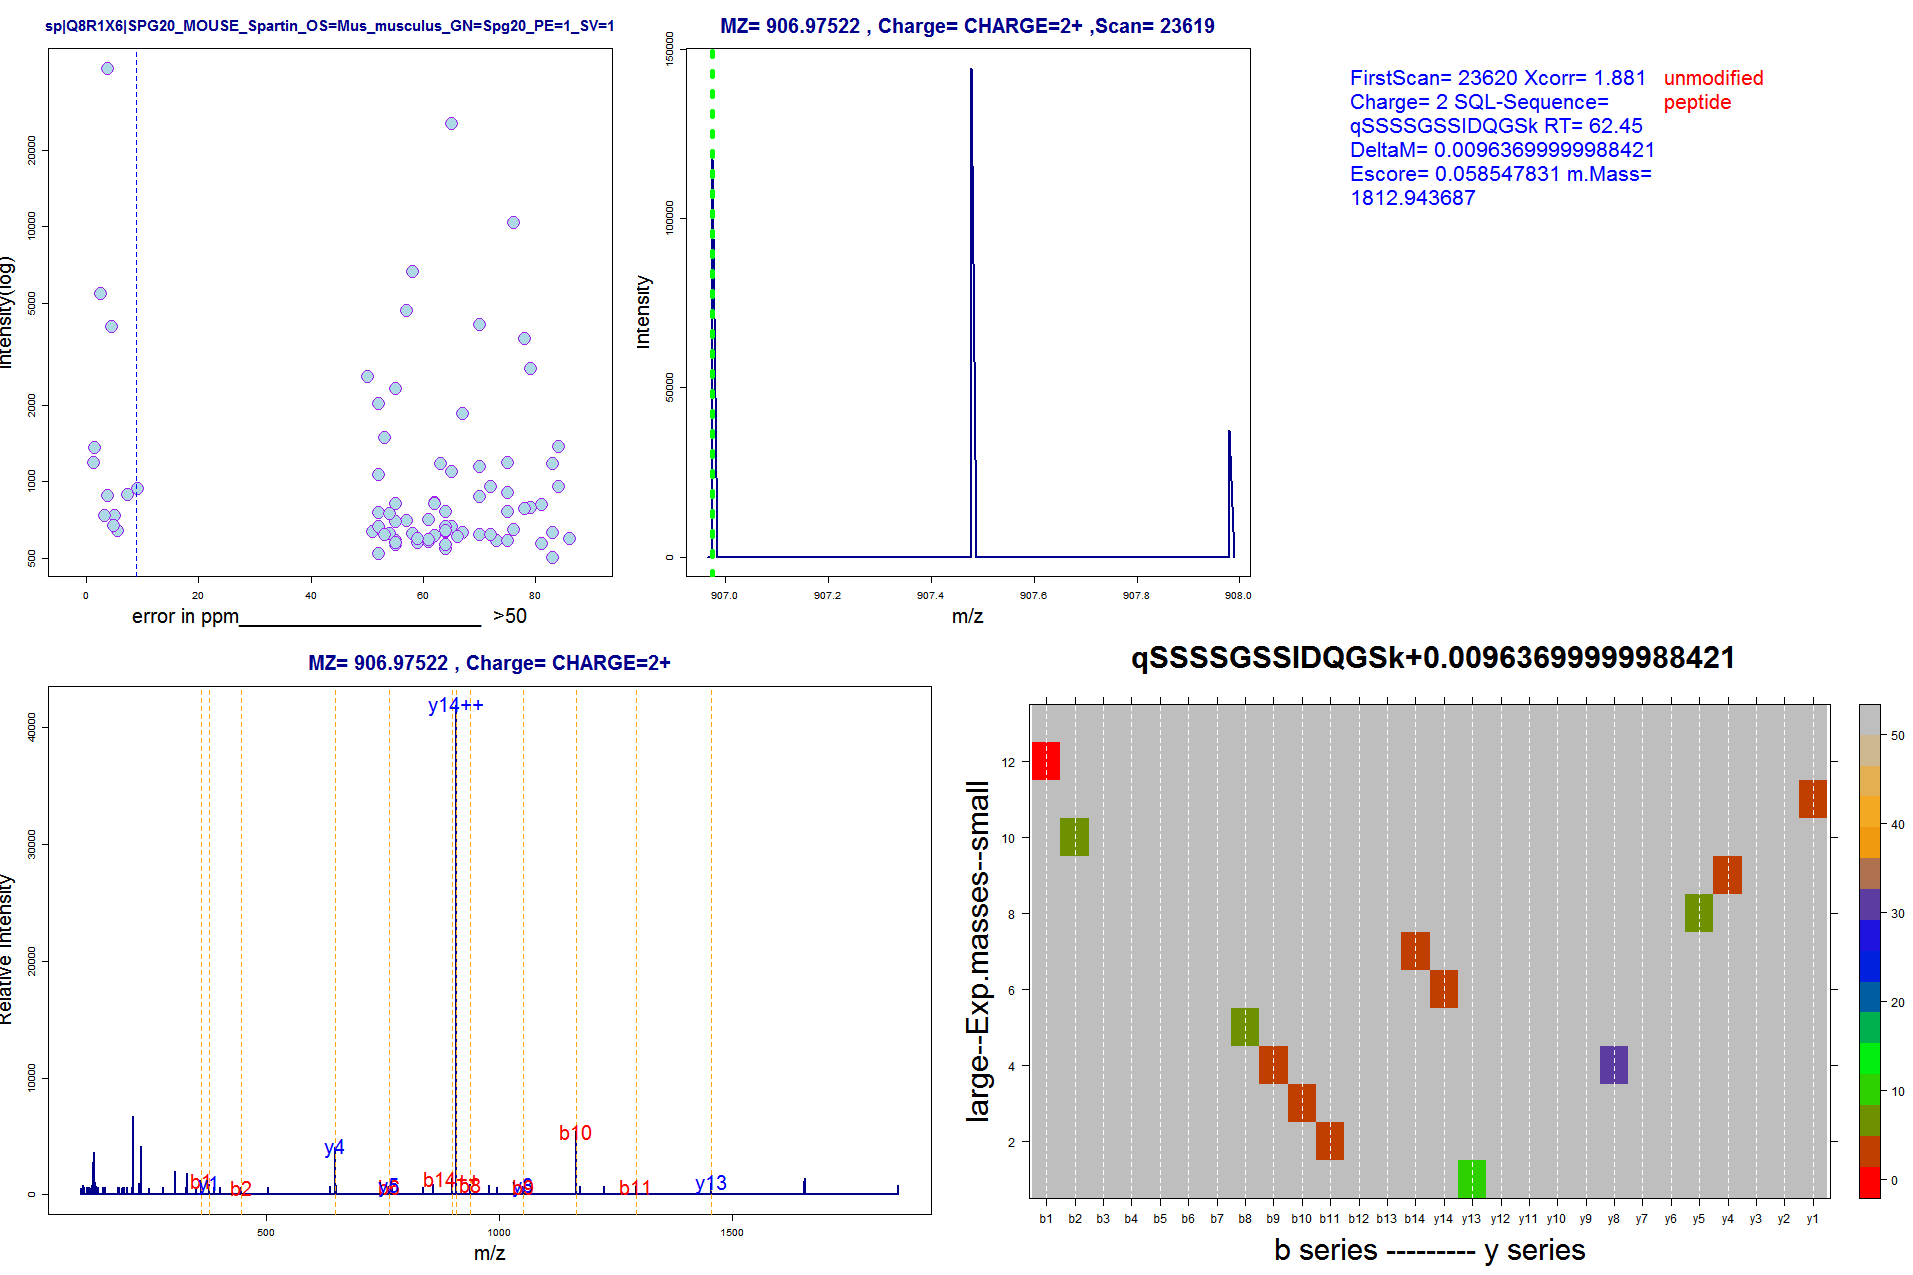 sp|Q8R1X6|SPG20_MOUSE_Spartin_OS=Mus_musculus_GN=Spg20_PE=1_SV=1
Intensity(log)
500
1000
2000
5000
10000
20000
0
20
40
60
80
error in ppm______________________ >50
MZ= 906.97522 , Charge= CHARGE=2+ ,Scan= 23619
Intensity
0
50000
100000
150000
907.0
907.2
907.4
907.6
907.8
908.0
m/z
FirstScan= 23620 Xcorr= 1.881
Charge= 2 SQL-Sequence=
qSSSSGSSIDQGSk RT= 62.45
DeltaM= 0.00963699999988421
Escore= 0.058547831 m.Mass=
1812.943687
unmodified
peptide
MZ= 906.97522 , Charge= CHARGE=2+
Relative Intensity
0
10000
20000
30000
40000
y14++
b10
y4
b1
y1
b2
y5
b14++
b8
b9
b11
y13
500
1000
1500
m/z
qSSSSGSSIDQGSk+0.00963699999988421
large--Exp.masses--small
12
10
8
6
4
2
b1 b2 b3 b4 b5 b6 b7 b8 b9 b10 b11 b12 b13 b14 y14 y13 y12 y11 y10 y9 y8 y7 y6 y5 y4 y3 y2 y1
b series --------- y series
50
40
30
20
10
0